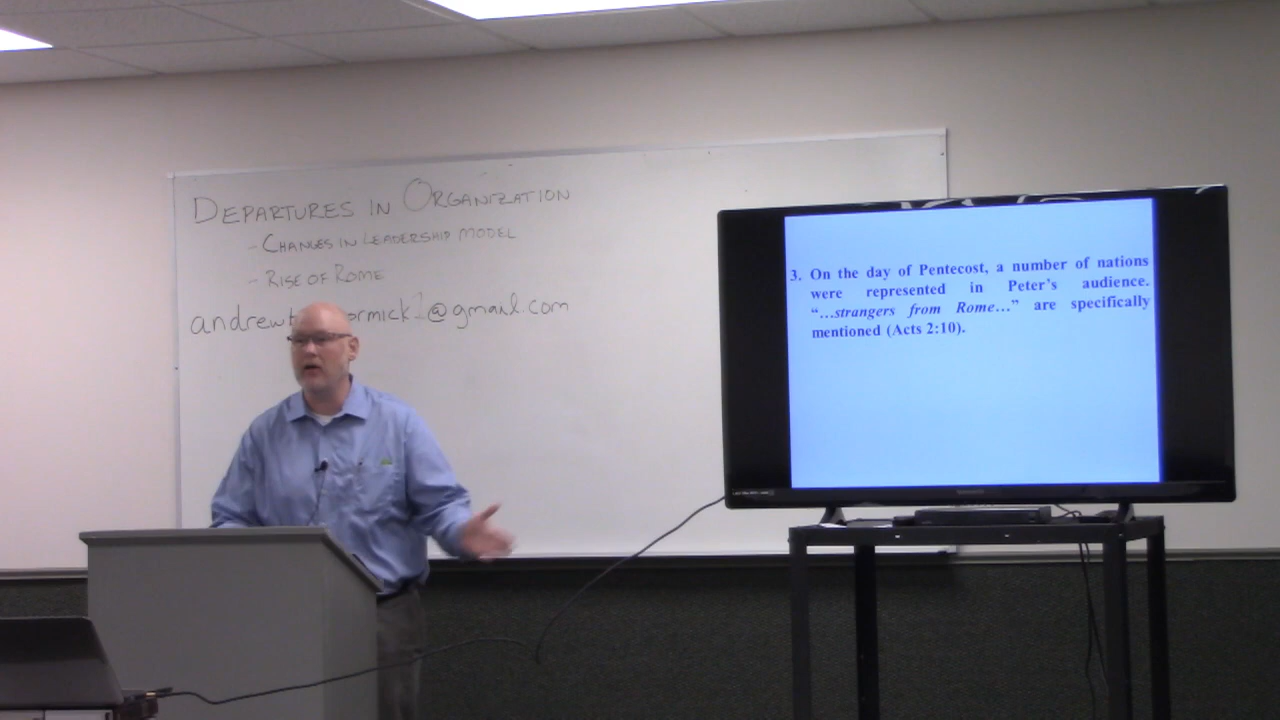 DEPARTURES IN ORGANIZATION
- CHANGES IN LEADERSHIP MODEL
- RISE OF ROME
@gmail.com
3. On the day of Pentecost, a number of nations
were represented in Peter's audience.
"…strangers from Rome…" are specifically
mentioned (Acts 2:10).